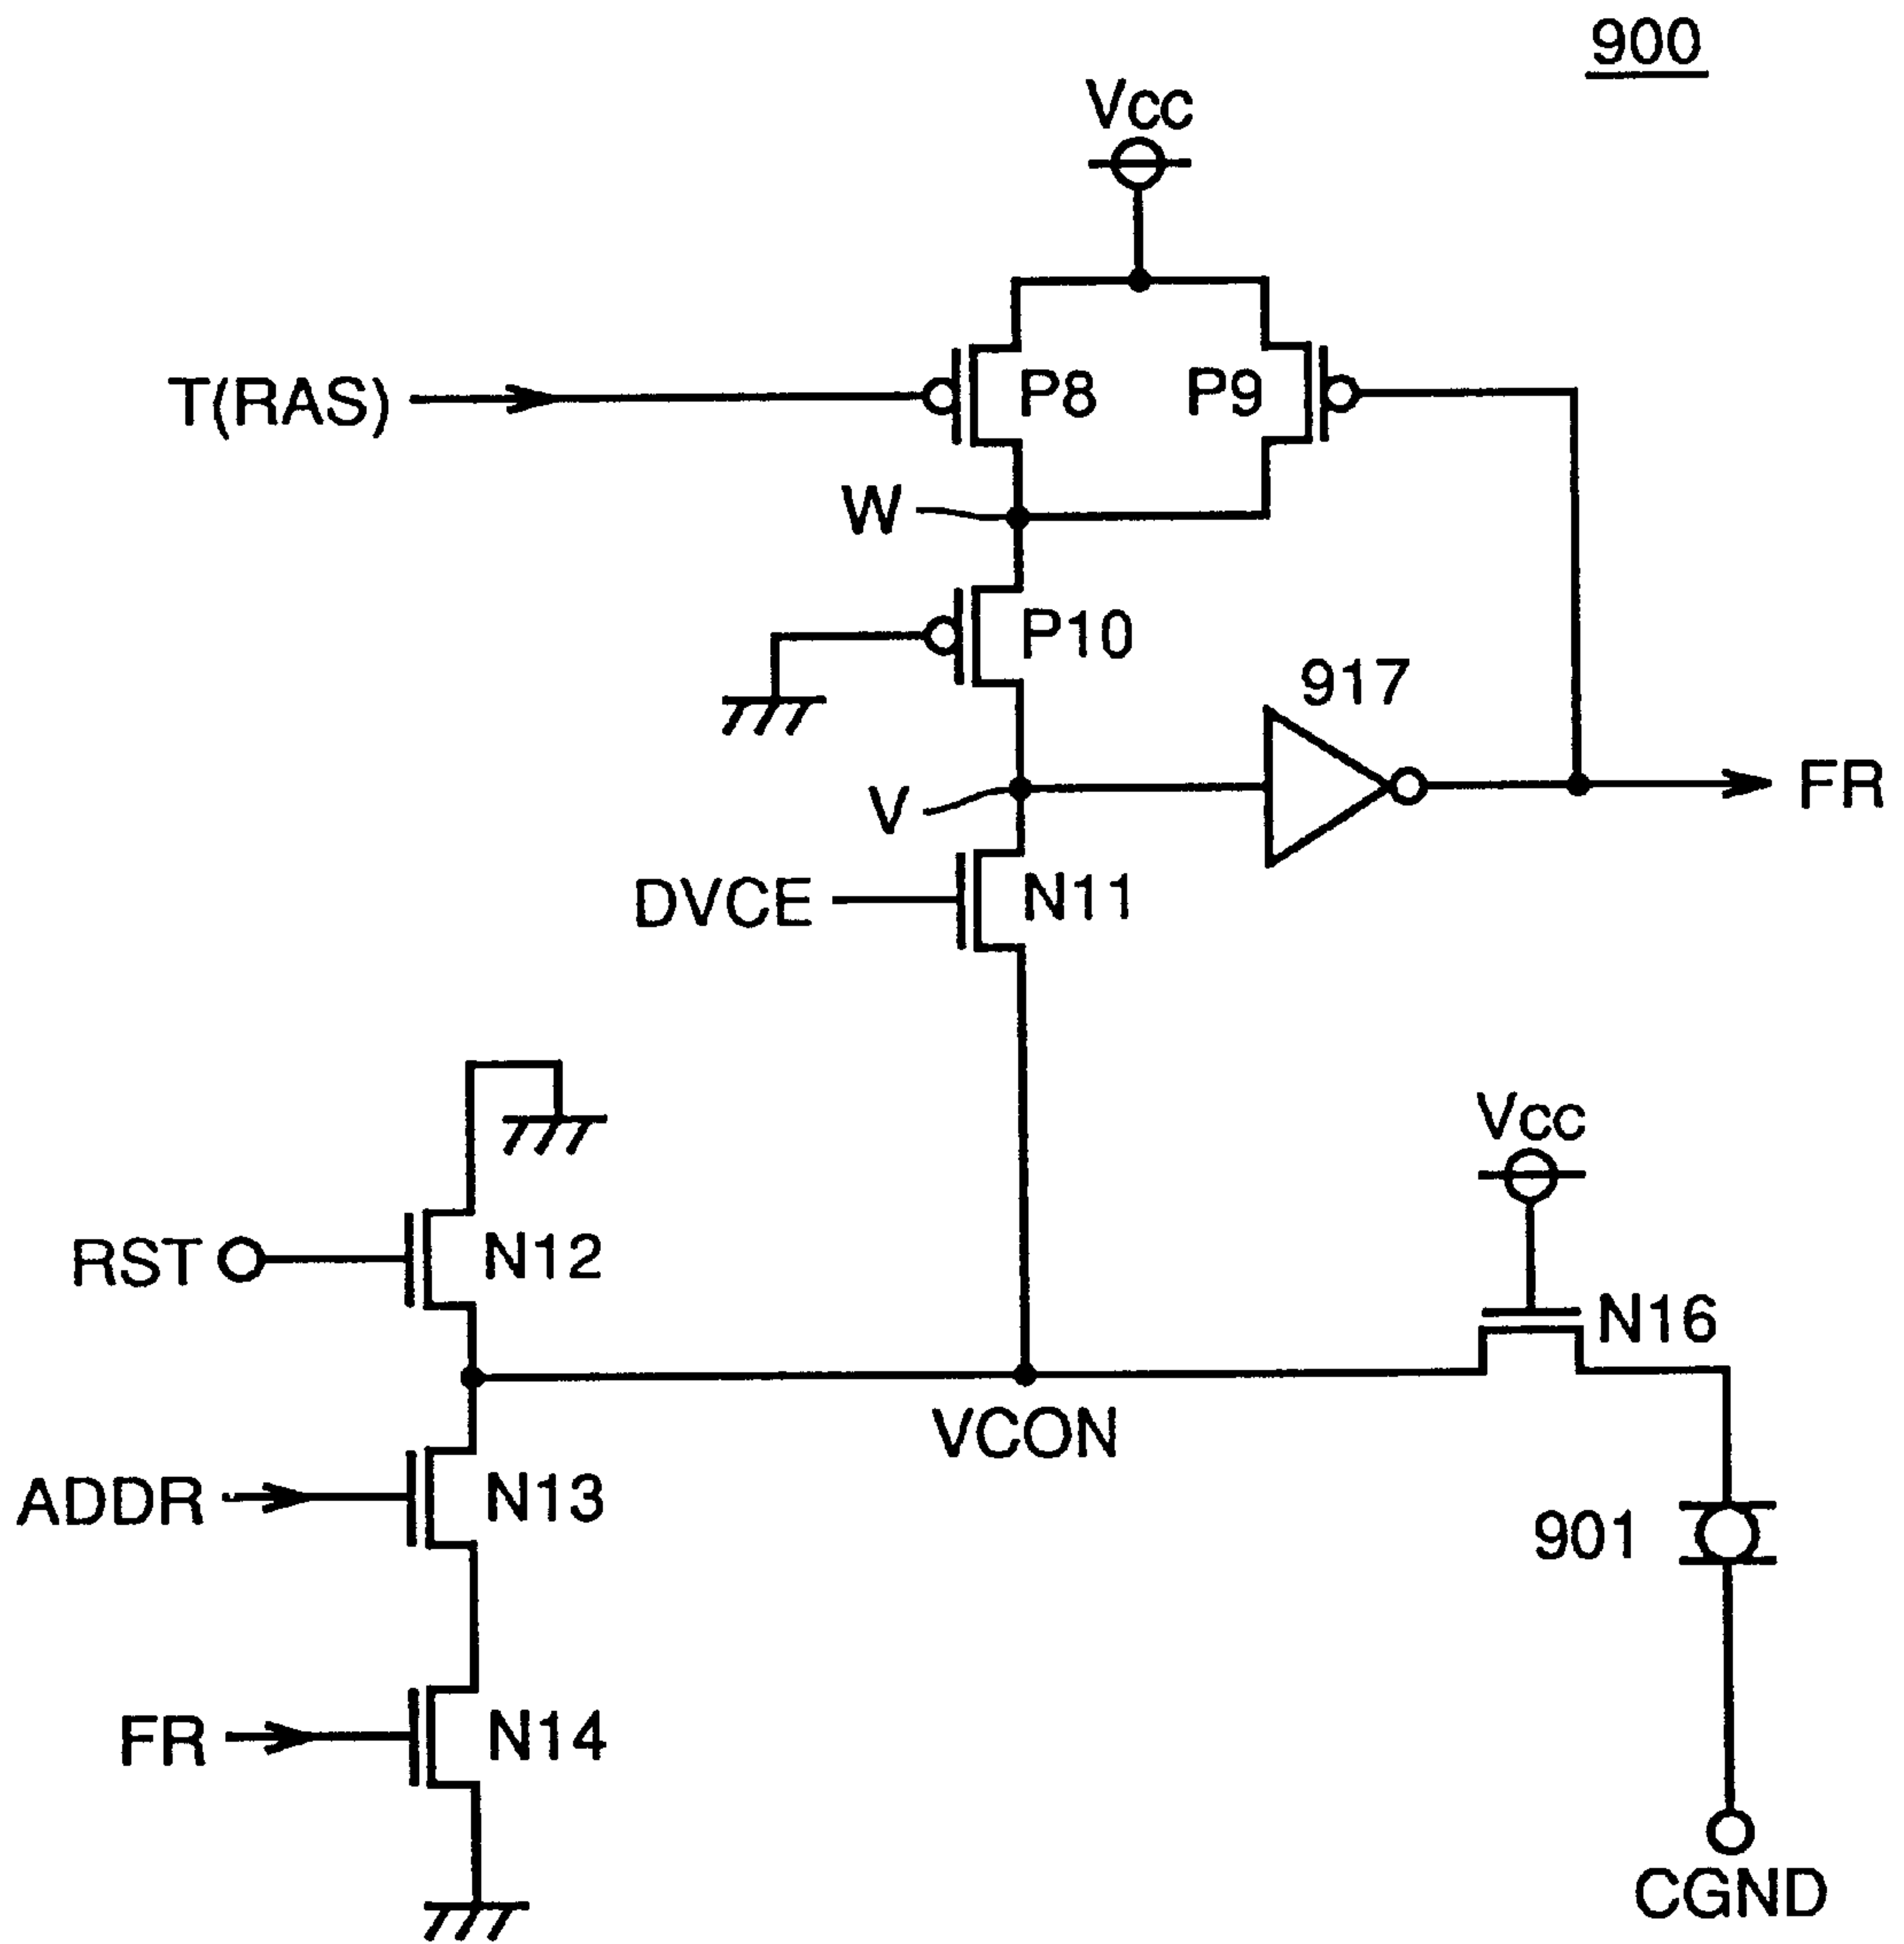 900
Vcc
T(RAS)
P8
P9
W
P10
917
V
FR
DVCE
N11
Vcc
RST
N12
N16
VCON
ADDR
N13
901
FR
N14
CGND